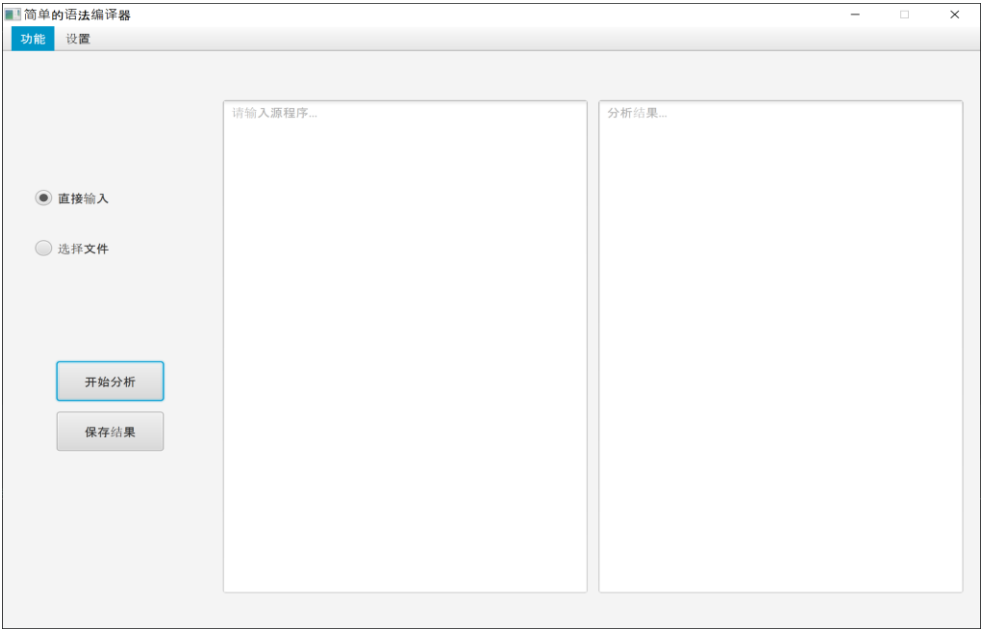 简单的语法编译器
功能 设置
请输入源程序...
分析结果...
直接输入
选择文件
开始分析
保存结果